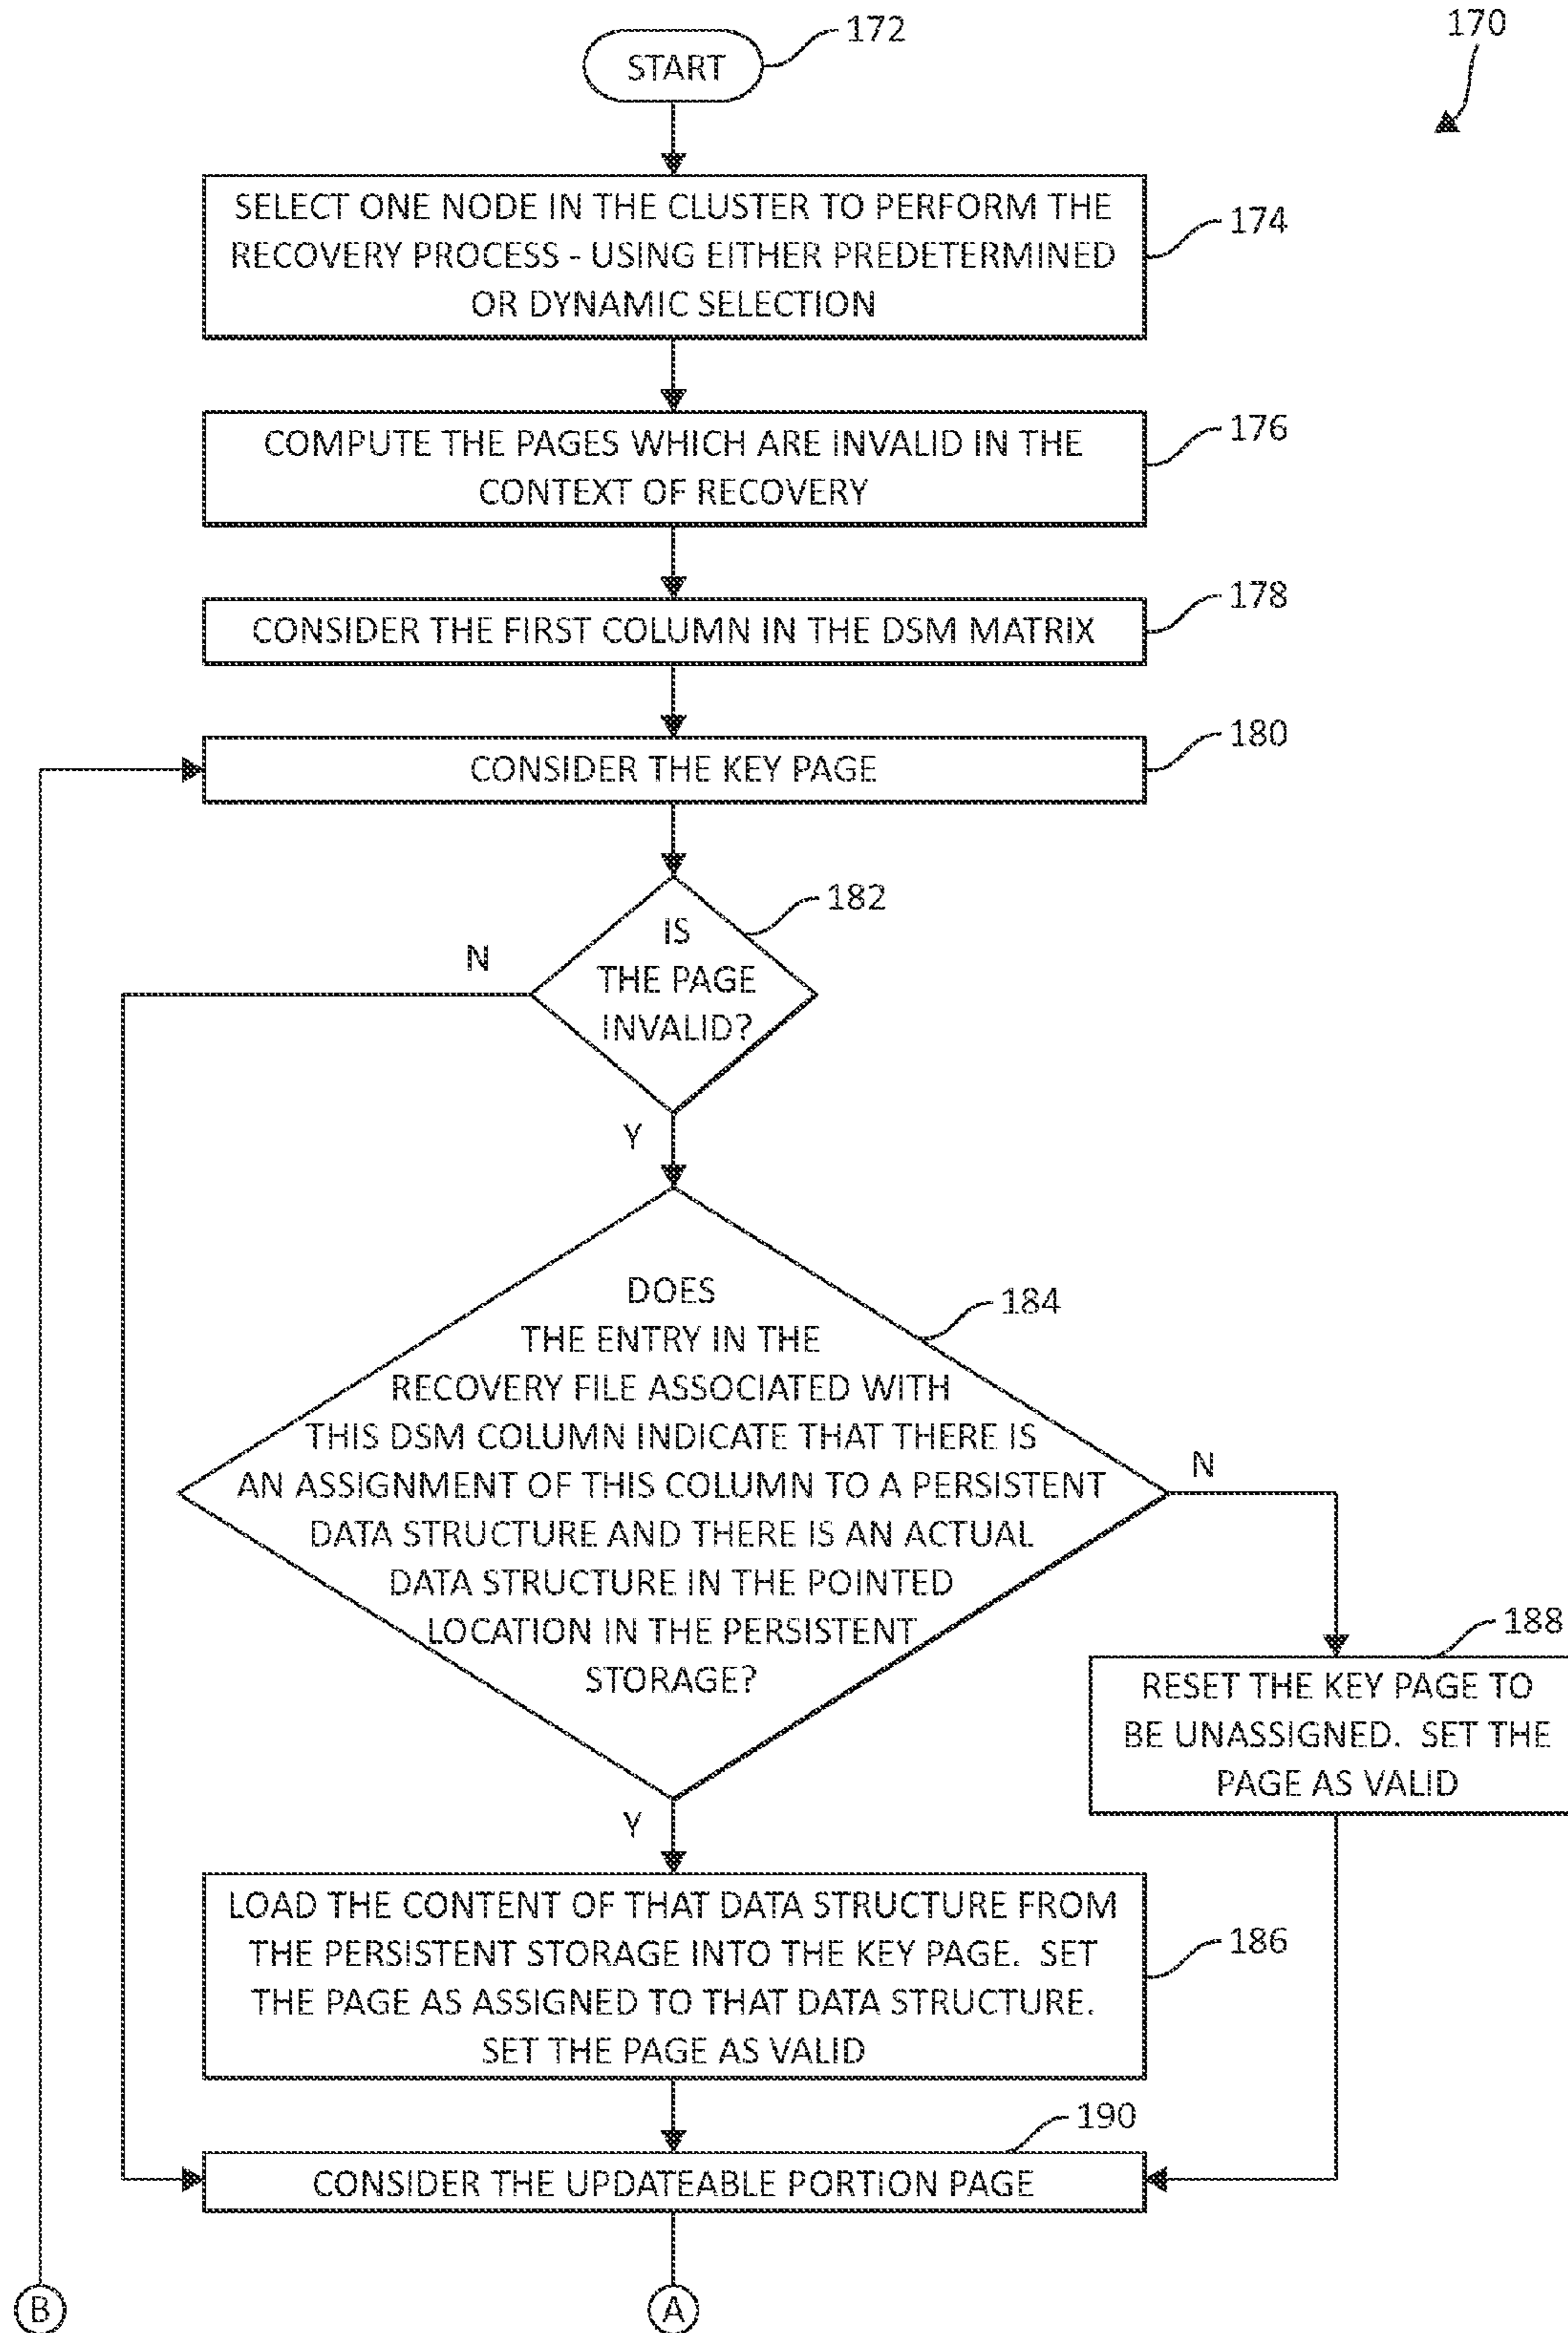 172
170
START
SELECT ONE NODE IN THE CLUSTER TO PERFORM THE
RECOVERY PROCESS - USING EITHER PREDETERMINED
OR DYNAMIC SELECTION
174
COMPUTE THE PAGES WHICH ARE INVALID IN THE
CONTEXT OF RECOVERY
176
CONSIDER THE FIRST COLUMN IN THE DSM MATRIX
178
CONSIDER THE KEY PAGE
180
IS
THE PAGE
INVALID?
182
N
Y
DOES
THE ENTRY IN THE
RECOVERY FILE ASSOCIATED WITH
THIS DSM COLUMN INDICATE THAT THERE IS
AN ASSIGNMENT OF THIS COLUMN TO A PERSISTENT
DATA STRUCTURE AND THERE IS AN ACTUAL
DATA STRUCTURE IN THE POINTED
LOCATION IN THE PERSISTENT
STORAGE?
184
N
Y
188
RESET THE KEY PAGE TO
BE UNASSIGNED. SET THE
PAGE AS VALID
LOAD THE CONTENT OF THAT DATA STRUCTURE FROM
THE PERSISTENT STORAGE INTO THE KEY PAGE. SET
THE PAGE AS ASSIGNED TO THAT DATA STRUCTURE.
SET THE PAGE AS VALID
186
190
CONSIDER THE UPDATEABLE PORTION PAGE
B
A